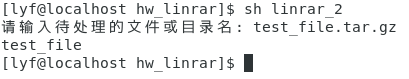 [lyf@localhost hw_linrar]$ sh linrar_2
请输入待处理的文件或目录名: test_file.tar.gz
test_file
[lyf@localhost hw_linrar]$